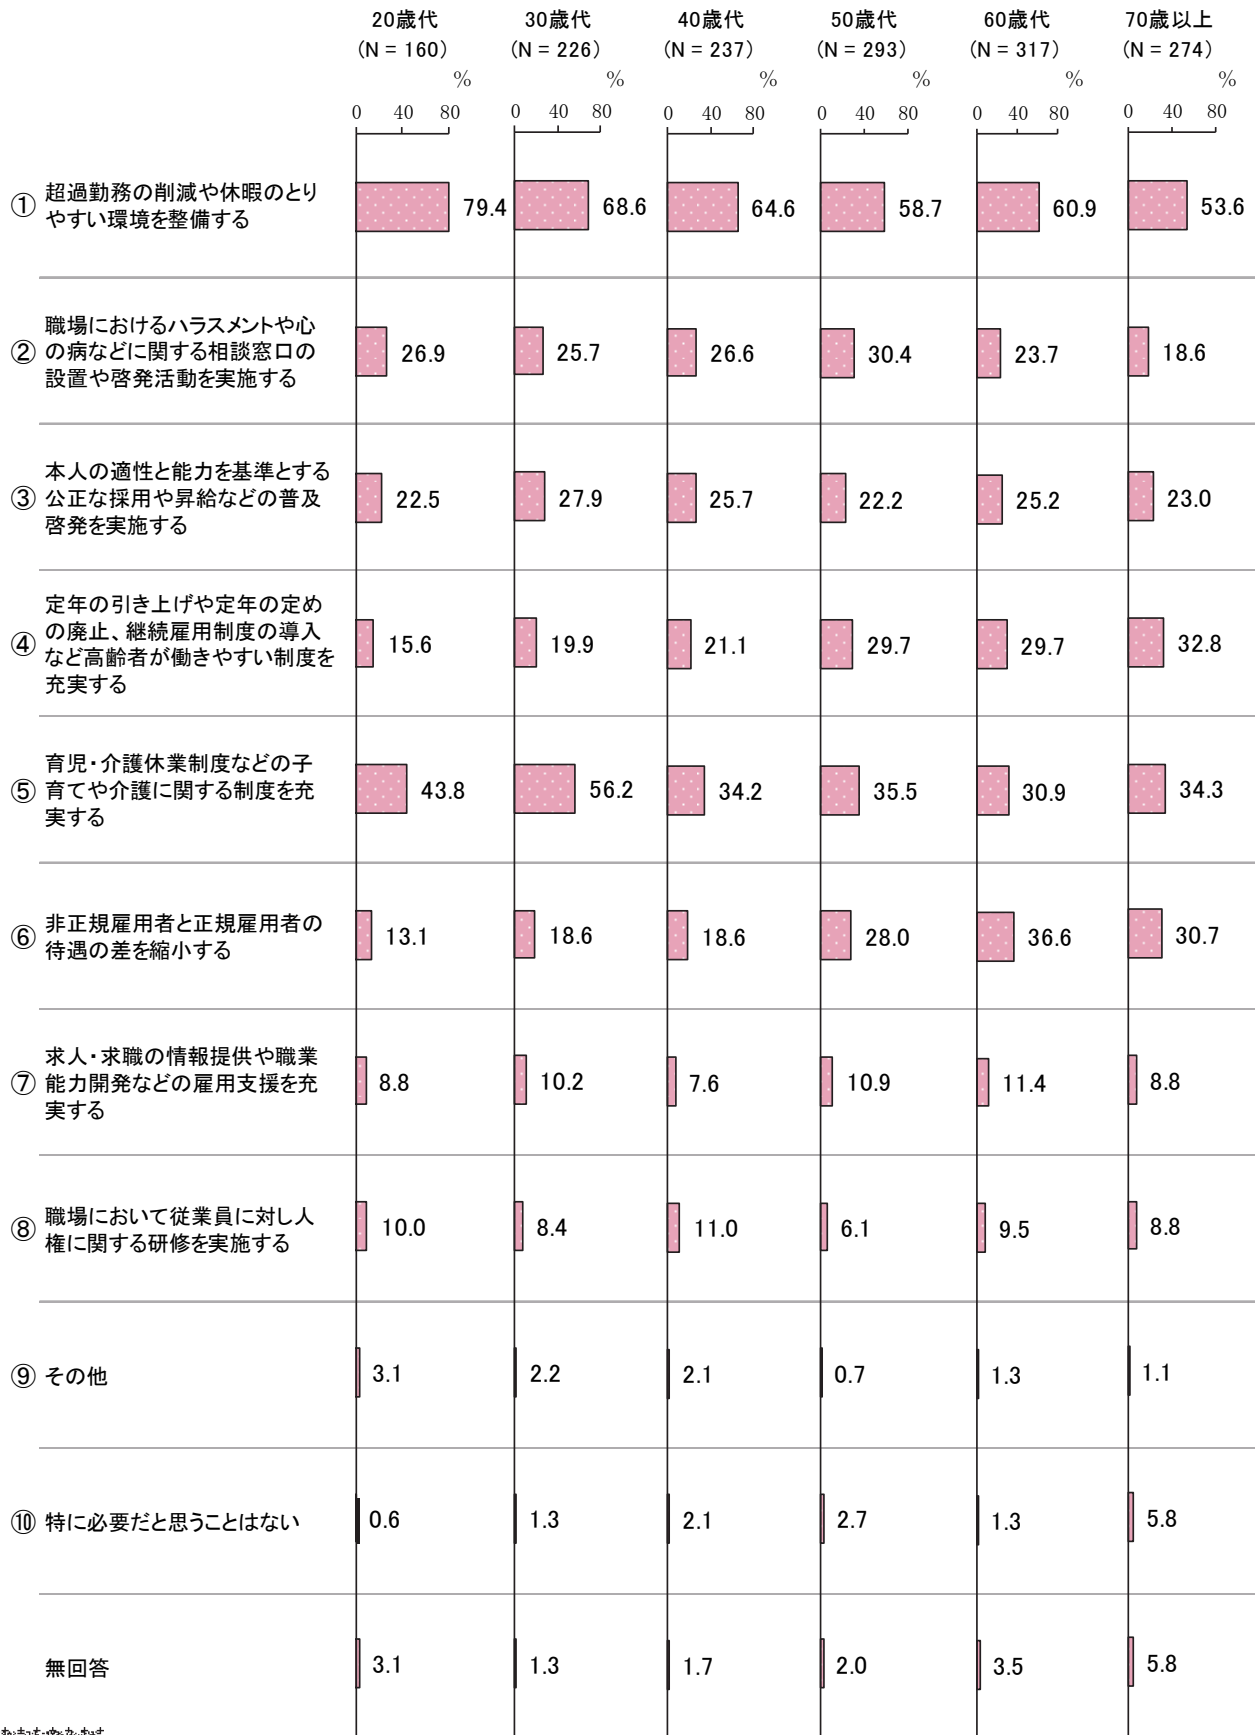 20歳代 30歳代 40歳代 50歳代 60歳代 70歳以上
(N = 160) (N = 226) (N = 237) (N = 293) (N = 317) (N = 274)
% % % % % %
0 40 80 0 40 80 0 40 80 0 40 80 0 40 80 0 40 80
① 超過勤務の削減や休暇のとり
やすい環境を整備する
79.4 68.6 64.6 58.7 60.9 53.6
② 職場におけるハラスメントや心
の病などに関する相談窓口の
設置や啓発活動を実施する
26.9 25.7 26.6 30.4 23.7 18.6
③ 本人の適性と能力を基準とする
公正な採用や昇給などの普及
啓発を実施する
22.5 27.9 25.7 22.2 25.2 23.0
④ 定年の引き上げや定年の定め
の廃止、継続雇用制度の導入
など高齢者が働きやすい制度を
充実する
15.6 19.9 21.1 29.7 29.7 32.8
⑤ 育児・介護休業制度などの子
育てや介護に関する制度を充
実する
43.8 56.2 34.2 35.5 30.9 34.3
⑥ 非正規雇用者と正規雇用者の
待遇の差を縮小する
13.1 18.6 18.6 28.0 36.6 30.7
⑦ 求人・求職の情報提供や職業
能力開発などの雇用支援を充
実する
8.8 10.2 7.6 10.9 11.4 8.8
⑧ 職場において従業員に対し人
権に関する研修を実施する
10.0 8.4 11.0 6.1 9.5 8.8
⑨ その他
3.1 2.2 2.1 0.7 1.3 1.1
⑩ 特に必要だと思うことはない
0.6 1.3 2.1 2.7 1.3 5.8
無回答
3.1 1.3 1.7 2.0 3.5 5.8